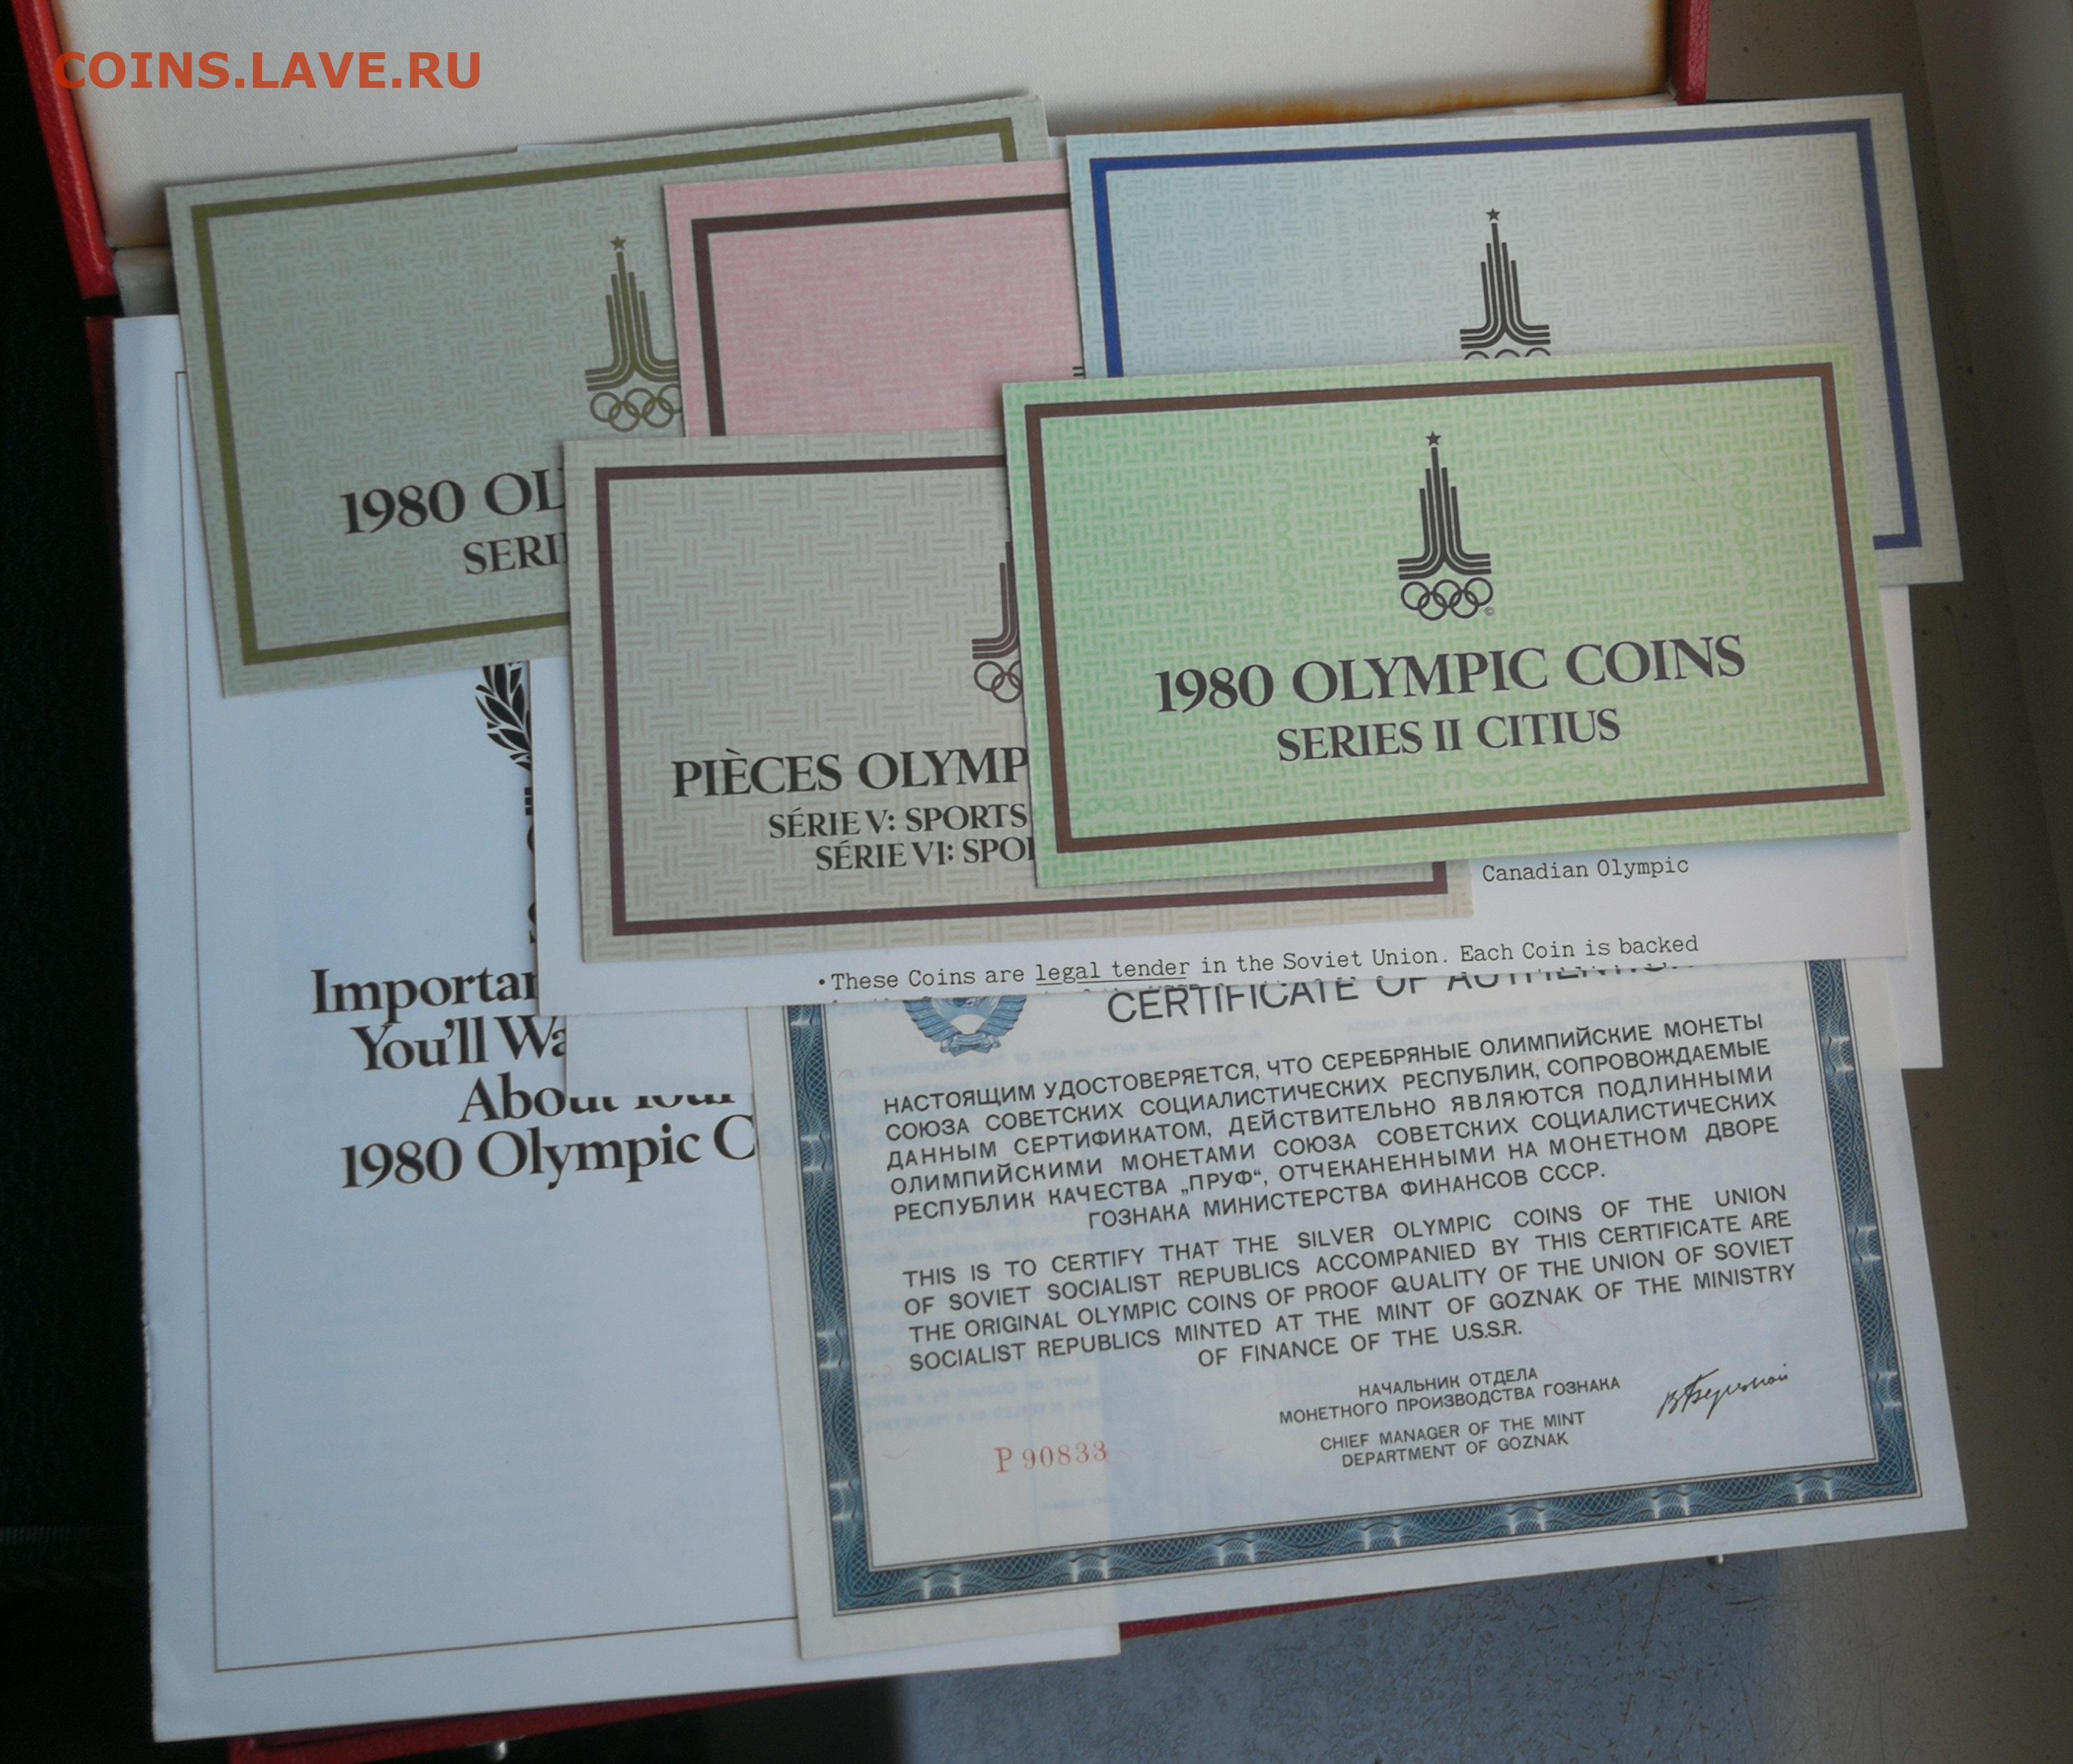 COINS.LAVE.RU
1980 OL
SERI
1980 OLYMPIC COINS
SERIES II CITIUS
PIÈCES OLYMP
SÉRIE V: SPORTS
SÉRIE VI: SPO
Canadian Olympic
•These Coins are legal tender in the Soviet Union. Each Coin is backed
Importan
You'll Wa
About Your
1980 Olympic C
CERTIFICATE OF
НАСТОЯЩИМ УДОСТОВЕРЯЕТСЯ, ЧТО СЕРЕБРЯНЫЕ ОЛИМПИЙСКИЕ МОНЕТЫ
СОЮЗА СОВЕТСКИХ СОЦИАЛИСТИЧЕСКИХ РЕСПУБЛИК, СОПРОВОЖДАЕМЫЕ
ДАННЫМ СЕРТИФИКАТОМ, ДЕЙСТВИТЕЛЬНО ЯВЛЯЮТСЯ ПОДЛИННЫМИ
ОЛИМПИЙСКИМИ МОНЕТАМИ СОЮЗА СОВЕТСКИХ СОЦИАЛИСТИЧЕСКИХ
РЕСПУБЛИК КАЧЕСТВА „ПРУФ“, ОТЧЕКАНЕННЫМИ НА МОНЕТНОМ ДВОРЕ
ГОЗНАКА МИНИСТЕРСТВА ФИНАНСОВ СССР.
THIS IS TO CERTIFY THAT THE SILVER OLYMPIC COINS OF THE UNION
OF SOVIET SOCIALIST REPUBLICS ACCOMPANIED BY THIS CERTIFICATE ARE
THE ORIGINAL OLYMPIC COINS OF PROOF QUALITY OF THE UNION OF SOVIET
SOCIALIST REPUBLICS MINTED AT THE MINT OF GOZNAK OF THE MINISTRY
OF FINANCE OF THE U.S.S.R.
НАЧАЛЬНИК ОТДЕЛА
МОНЕТНОГО ПРОИЗВОДСТВА ГОЗНАКА
CHIEF MANAGER OF THE MINT
DEPARTMENT OF GOZNAK
P 90833